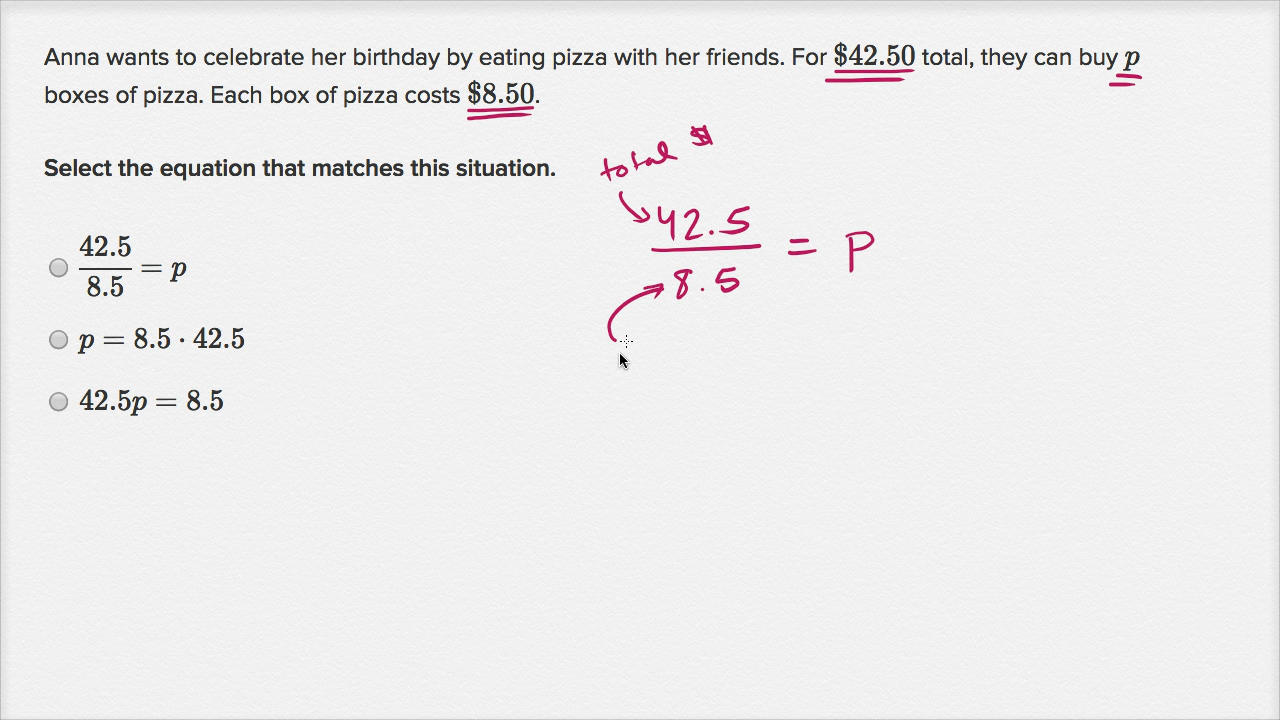 Anna wants to celebrate her birthday by eating pizza with her friends. For $42.50 total, they can buy p
boxes of pizza. Each box of pizza costs $8.50.
Select the equation that matches this situation.
42.5
8.5
= p
p = 8.5 · 42.5
42.5p = 8.5
total $
42.5
8.5
= P